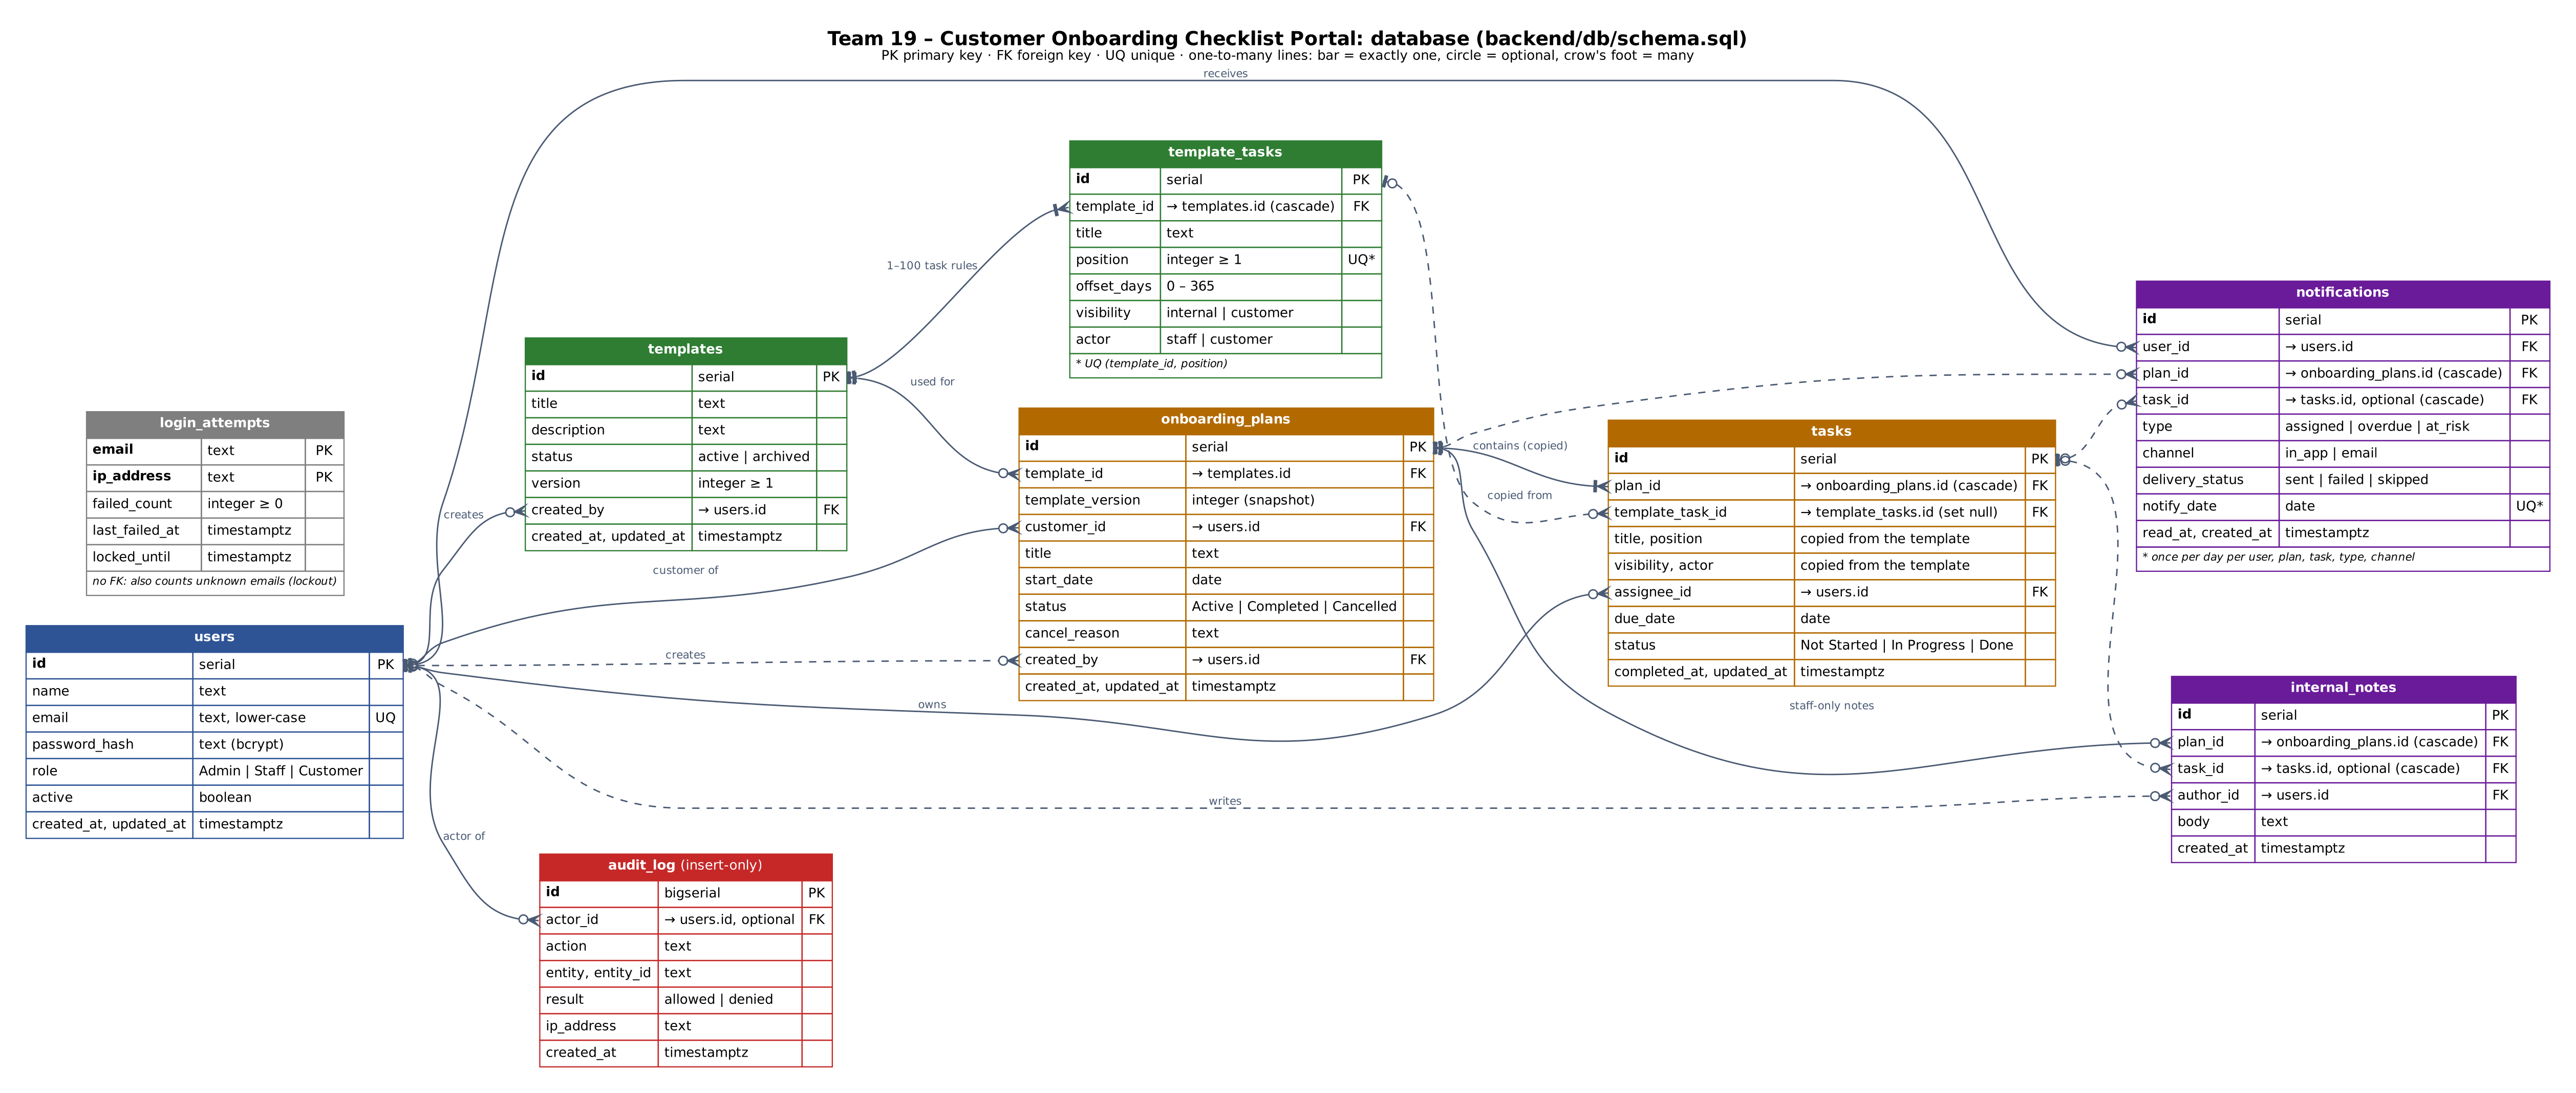 Team 19 – Customer Onboarding Checklist Portal: database (backend/db/schema.sql)
PK primary key · FK foreign key · UQ unique · one-to-many lines: bar = exactly one, circle = optional, crow's foot = many
receives
template_tasks
id serial PK
template_id → templates.id (cascade) FK
title text
position integer ≥ 1 UQ*
offset_days 0 – 365
visibility internal | customer
actor staff | customer
* UQ (template_id, position)
1–100 task rules
used for
templates
id serial PK
title text
description text
status active | archived
version integer ≥ 1
created_by → users.id FK
created_at, updated_at timestamptz
creates
login_attempts
email text PK
ip_address text PK
failed_count integer ≥ 0
last_failed_at timestamptz
locked_until timestamptz
no FK: also counts unknown emails (lockout)
users
id serial PK
name text
email text, lower-case UQ
password_hash text (bcrypt)
role Admin | Staff | Customer
active boolean
created_at, updated_at timestamptz
customer of
creates
owns
writes
actor of
onboarding_plans
id serial PK
template_id → templates.id FK
template_version integer (snapshot)
customer_id → users.id FK
title text
start_date date
status Active | Completed | Cancelled
cancel_reason text
created_by → users.id FK
created_at, updated_at timestamptz
contains (copied)
copied from
staff-only notes
tasks
id serial PK
plan_id → onboarding_plans.id (cascade) FK
template_task_id → template_tasks.id (set null) FK
title, position copied from the template
visibility, actor copied from the template
assignee_id → users.id FK
due_date date
status Not Started | In Progress | Done
completed_at, updated_at timestamptz
notifications
id serial PK
user_id → users.id FK
plan_id → onboarding_plans.id (cascade) FK
task_id → tasks.id, optional (cascade) FK
type assigned | overdue | at_risk
channel in_app | email
delivery_status sent | failed | skipped
notify_date date UQ*
read_at, created_at timestamptz
* once per day per user, plan, task, type, channel
internal_notes
id serial PK
plan_id → onboarding_plans.id (cascade) FK
task_id → tasks.id, optional (cascade) FK
author_id → users.id FK
body text
created_at timestamptz
audit_log (insert-only)
id bigserial PK
actor_id → users.id, optional FK
action text
entity, entity_id text
result allowed | denied
ip_address text
created_at timestamptz